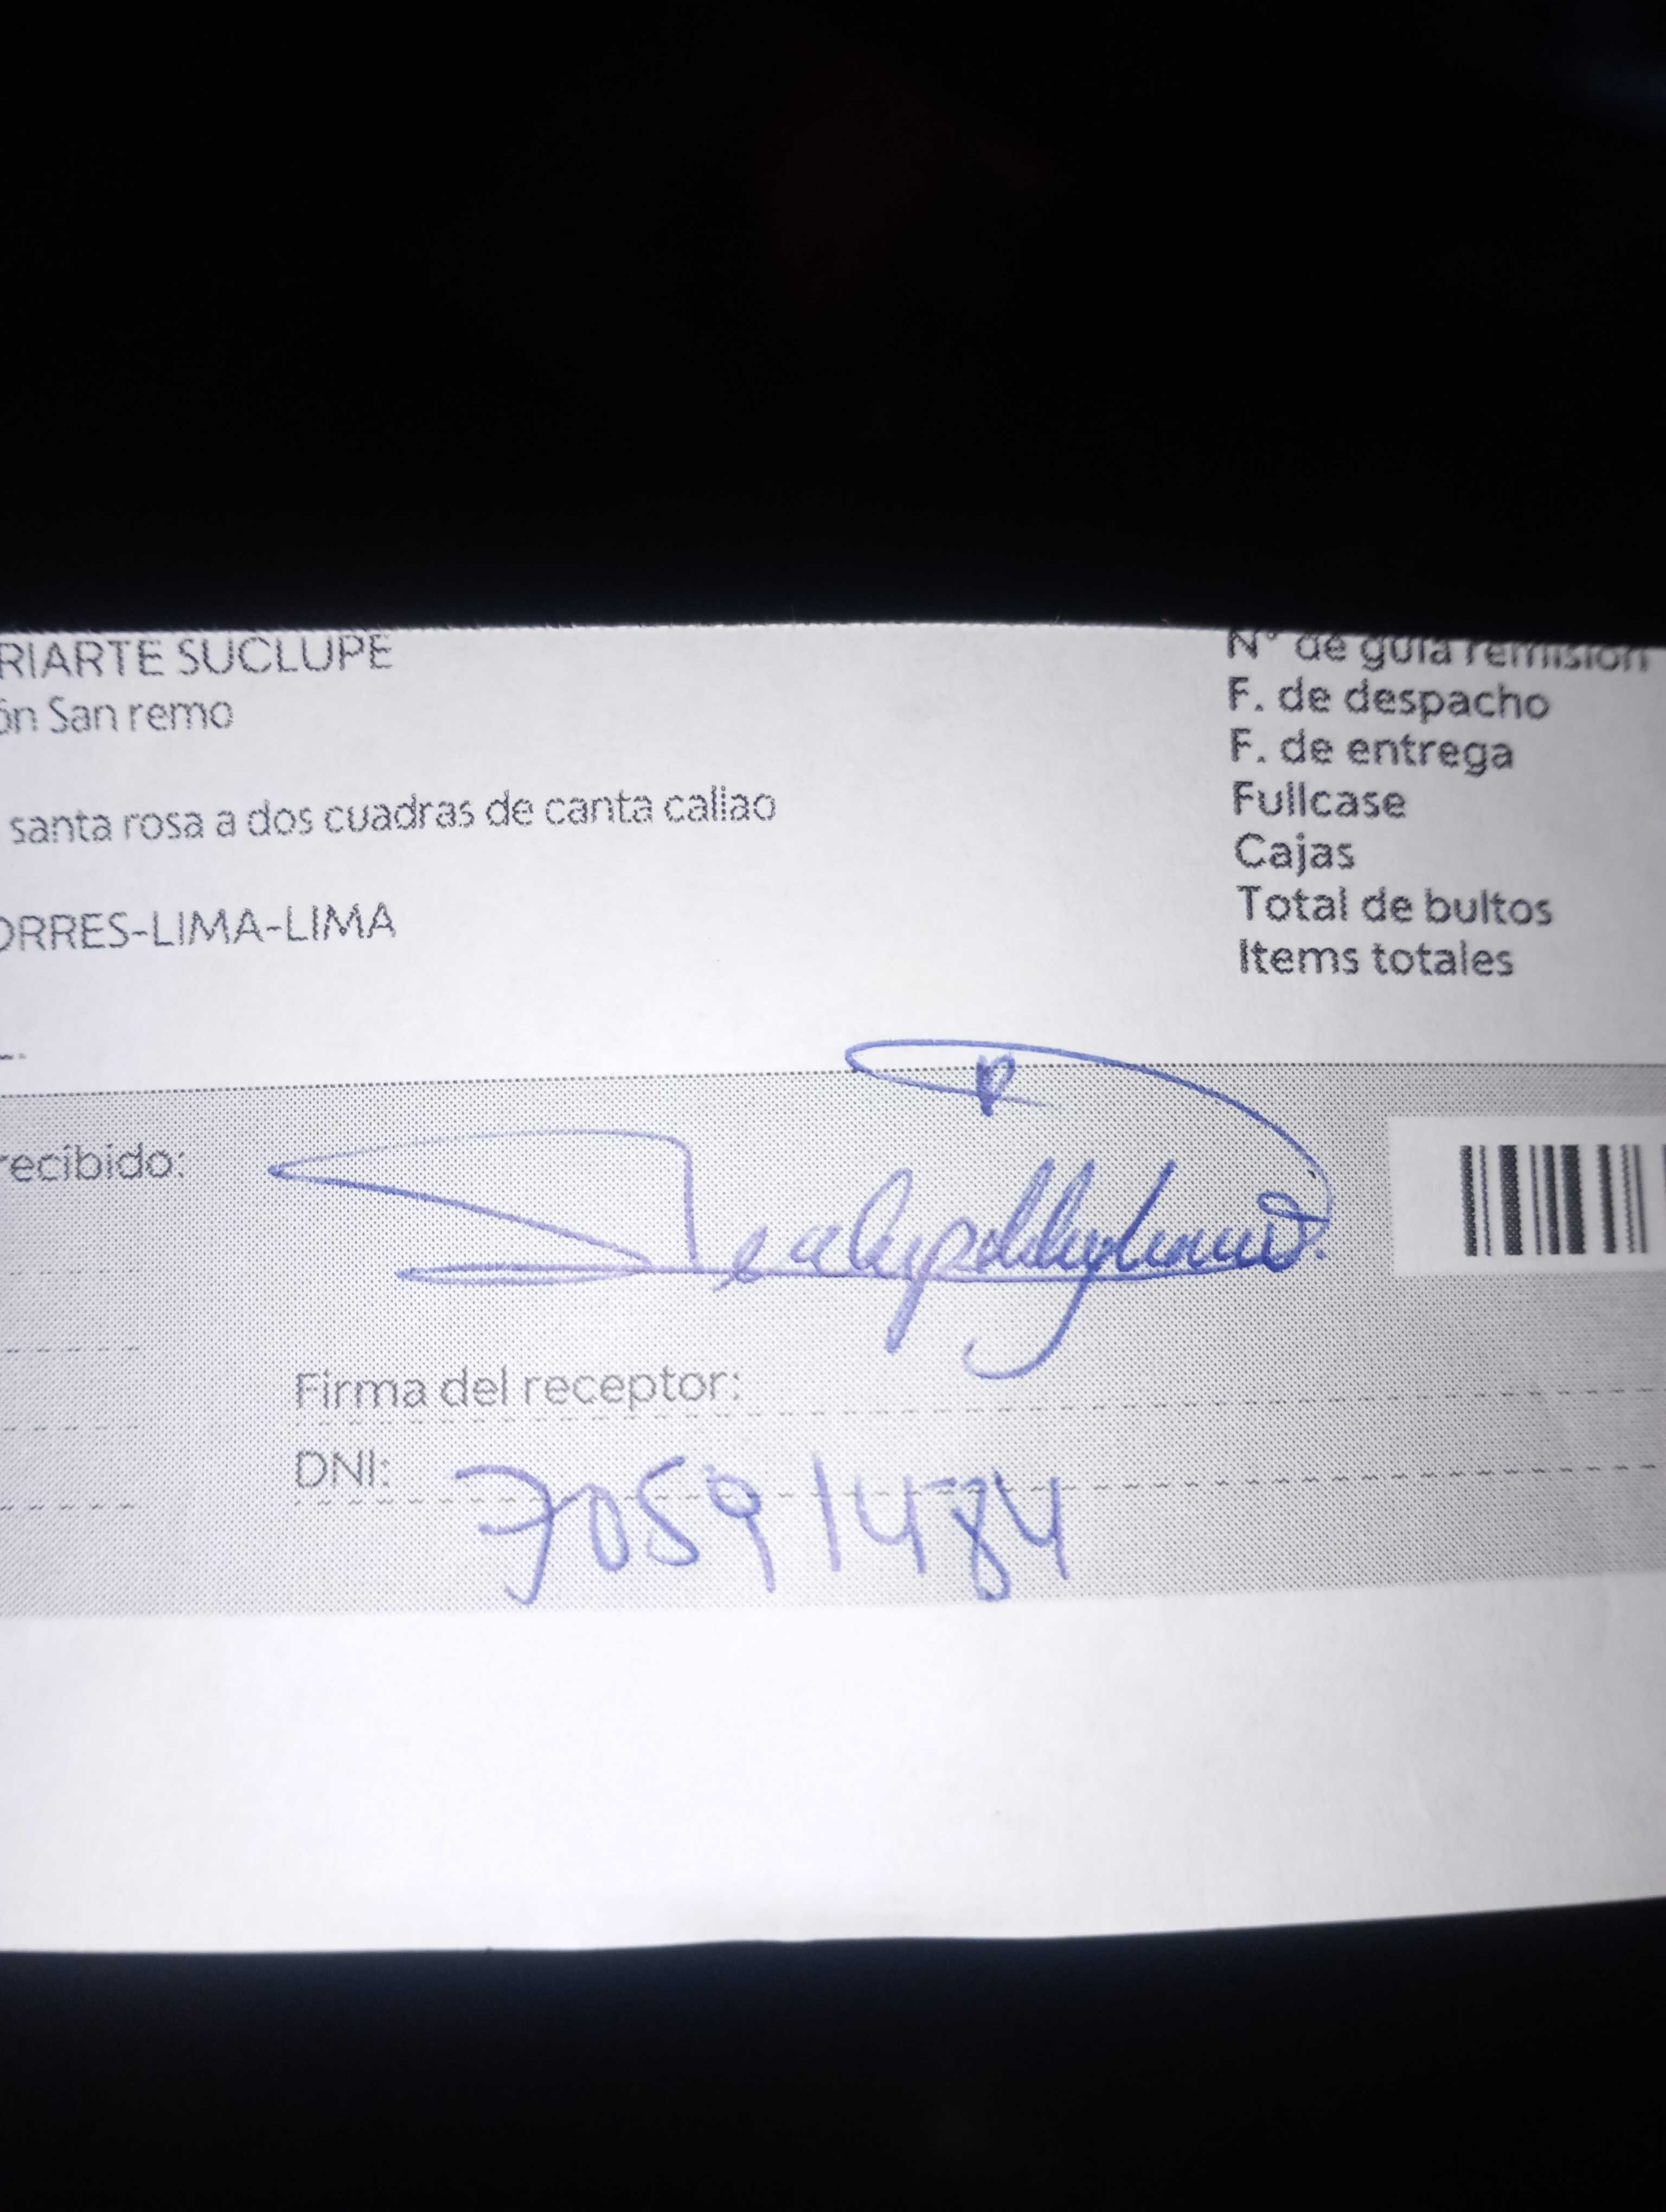 RIARTE SUCLUPE
ón San remo
santa rosa a dos cuadras de canta callao
ORRES-LIMA-LIMA
N° de guía remisión
F. de despacho
F. de entrega
Fullcase
Cajas
Total de bultos
Items totales
recibido:
Firma del receptor:
DNI: 70591484